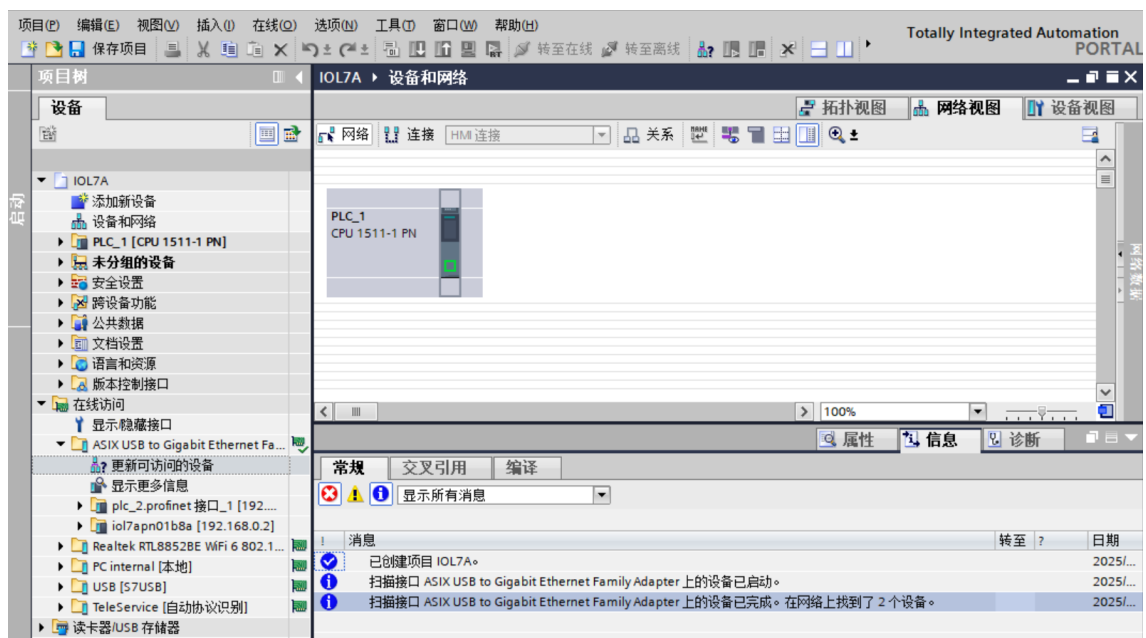 项目(P) 编辑(E) 视图(V) 插入(I) 在线(O) 选项(N) 工具(T) 窗口(W) 帮助(H)
Totally Integrated Automation
PORTAL
保存项目 转至在线 转至离线
项目树
IOL7A 设备和网络
设备
拓扑视图 网络视图 设备视图
网络 连接 HMI 连接 关系
启动
IOL7A
添加新设备
设备和网络
PLC_1 [CPU 1511-1 PN]
未分组的设备
安全设置
跨设备功能
公共数据
文档设置
语言和资源
版本控制接口
在线访问
显示/隐藏接口
ASIX USB to Gigabit Ethernet Fa...
更新可访问的设备
显示更多信息
plc_2.profinet 接口_1 [192....
iol7apn01b8a [192.168.0.2]
Realtek RTL8852BE WiFi 6 802.1...
PC internal [本地]
USB [S7USB]
TeleService [自动协议识别]
读卡器/USB 存储器
PLC_1
CPU 1511-1 PN
网络数据
100%
属性 信息 诊断
常规 交叉引用 编译
显示所有消息
! 消息 转至 ? 日期
已创建项目 IOL7A。 2025/...
扫描接口 ASIX USB to Gigabit Ethernet Family Adapter 上的设备已启动。 2025/...
扫描接口 ASIX USB to Gigabit Ethernet Family Adapter 上的设备已完成。在网络上找到了 2 个设备。 2025/...